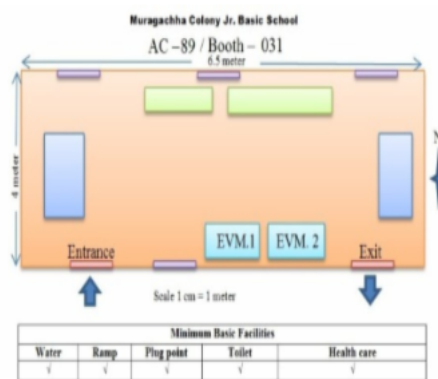 Muragachha Colony Jr. Basic School
AC –89 / Booth – 031
6.5 meter
4 meter
N
EVM.1 EVM. 2
Entrance Exit
Scale 1 cm = 1 meter
Minimum Basic Facilities
Water Ramp Plug point Toilet Health care
√ √ √ √ √